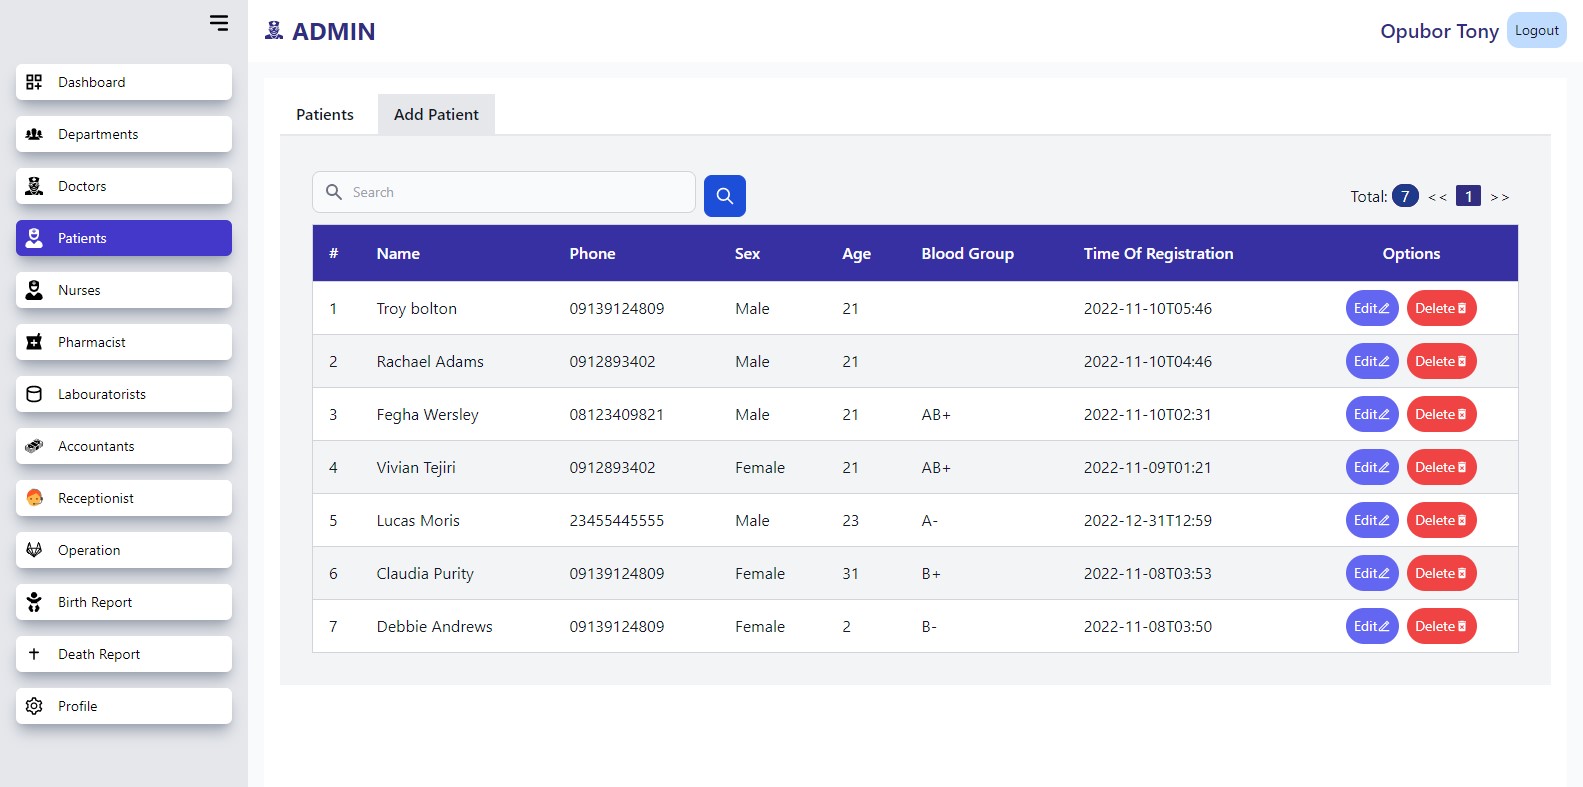 ADMIN
Opubor Tony
Logout
Dashboard
Departments
Doctors
Patients
Nurses
Pharmacist
Labouratorists
Accountants
Receptionist
Operation
Birth Report
Death Report
Profile
Patients Add Patient
Search
Total: 7 << 1 >>
# Name Phone Sex Age Blood Group Time Of Registration Options
1 Troy bolton 09139124809 Male 21 2022-11-10T05:46 Edit Delete
2 Rachael Adams 0912893402 Male 21 2022-11-10T04:46 Edit Delete
3 Fegha Wersley 08123409821 Male 21 AB+ 2022-11-10T02:31 Edit Delete
4 Vivian Tejiri 0912893402 Female 21 AB+ 2022-11-09T01:21 Edit Delete
5 Lucas Moris 23455445555 Male 23 A- 2022-12-31T12:59 Edit Delete
6 Claudia Purity 09139124809 Female 31 B+ 2022-11-08T03:53 Edit Delete
7 Debbie Andrews 09139124809 Female 2 B- 2022-11-08T03:50 Edit Delete